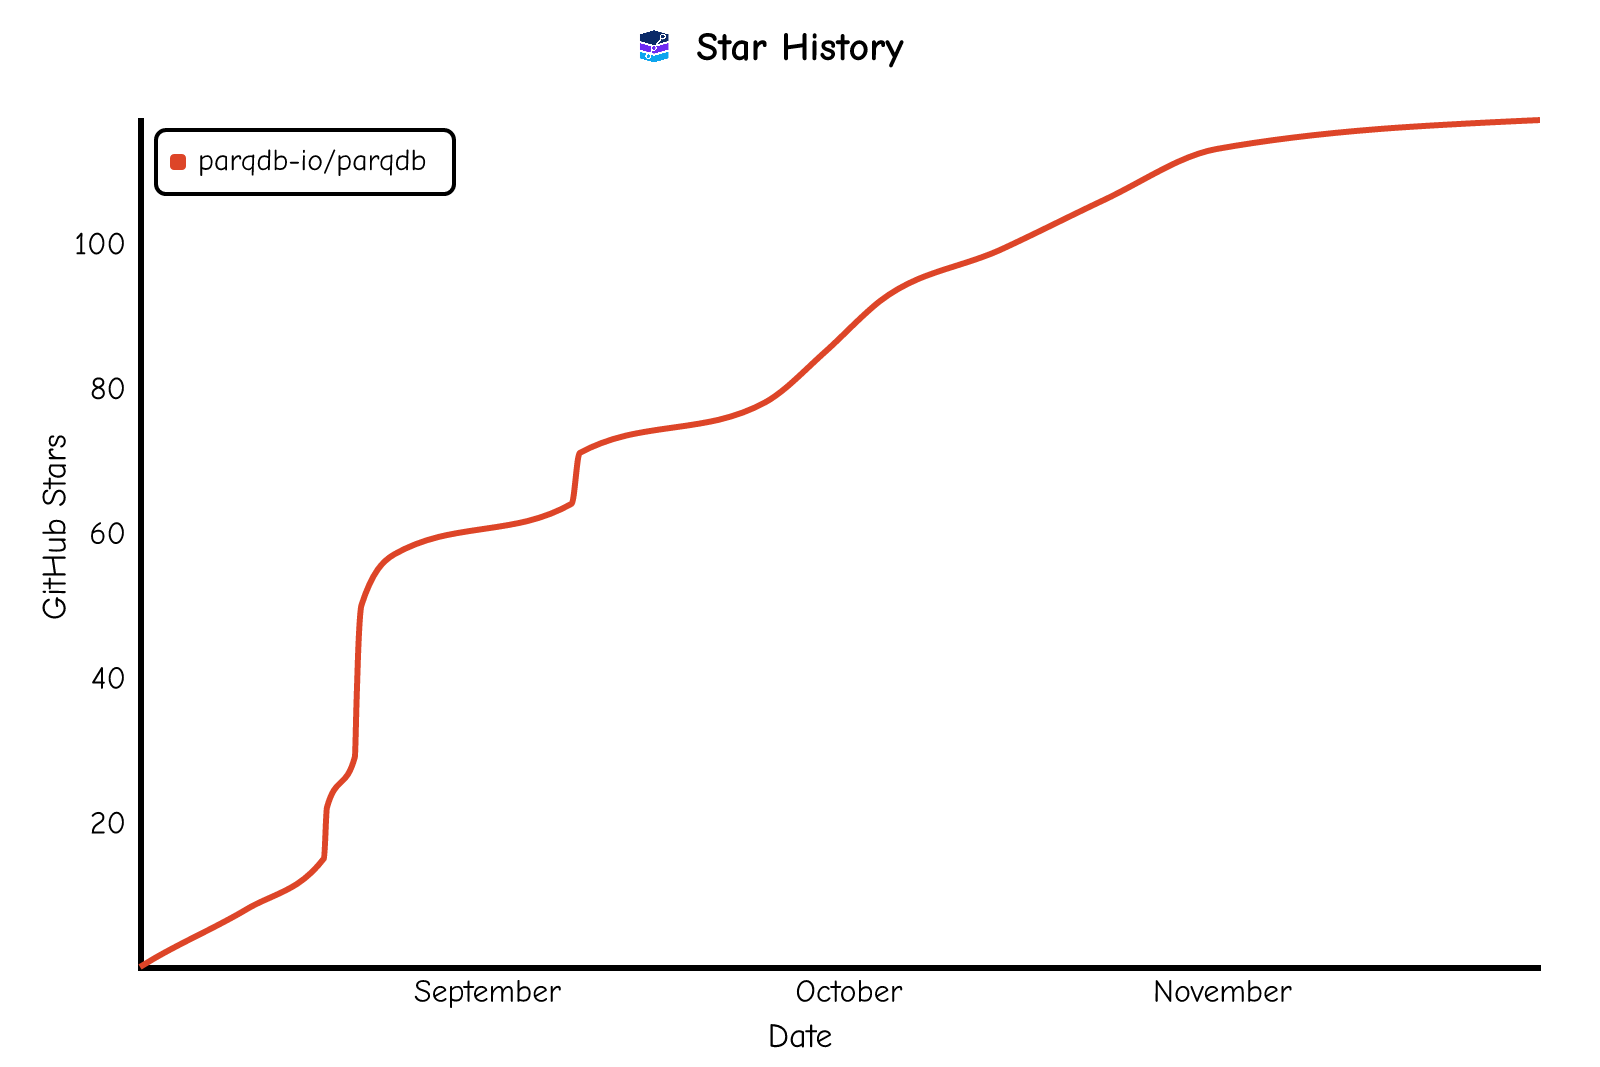 Star History
parqdb-io/parqdb
100
80
60
40
20
GitHub Stars
September
October
November
Date